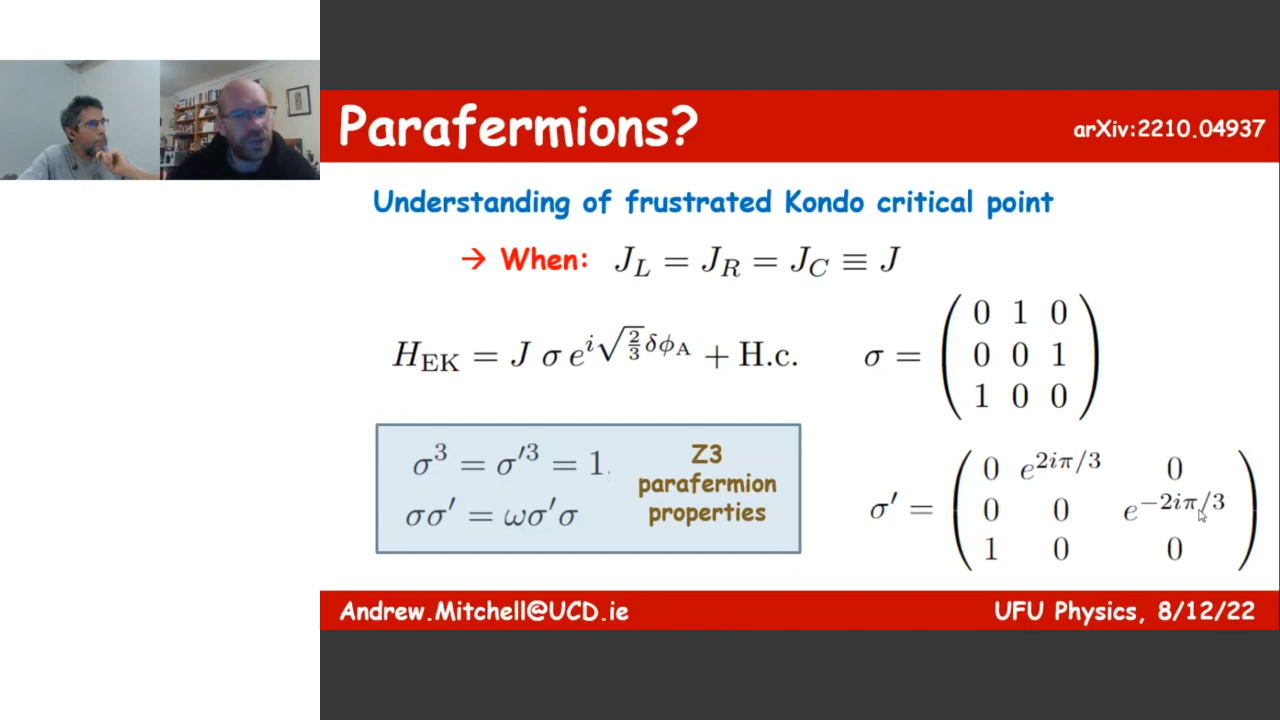 Parafermions?
arXiv:2210.04937
Understanding of frustrated Kondo critical point
→ When: J_L = J_R = J_C ≡ J
H_EK = J σ e^{i√(2/3) δφ_A} + H.c.
σ = ( 0 1 0
0 0 1
1 0 0 )
σ^3 = σ'^3 = 1.
σσ' = ωσ'σ
Z3
parafermion
properties
σ' = ( 0 e^{2iπ/3} 0
0 0 e^{-2iπ/3}
1 0 0 )
Andrew.Mitchell@UCD.ie
UFU Physics, 8/12/22